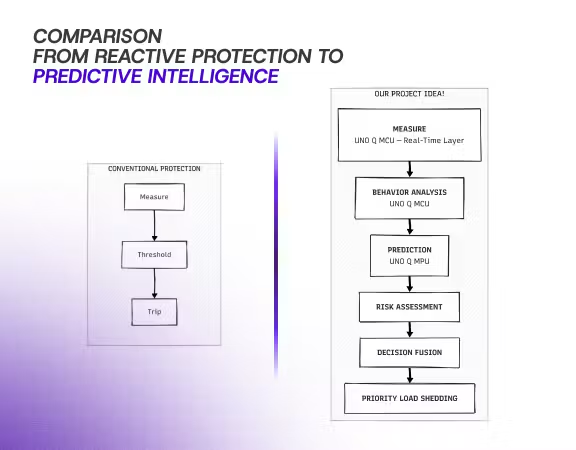 COMPARISON
FROM REACTIVE PROTECTION TO
PREDICTIVE INTELLIGENCE
CONVENTIONAL PROTECTION
Measure
Threshold
Trip
OUR PROJECT IDEA!
MEASURE
UNO Q MCU — Real-Time Layer
BEHAVIOR ANALYSIS
UNO Q MCU
PREDICTION
UNO Q MPU
RISK ASSESSMENT
DECISION FUSION
PRIORITY LOAD SHEDDING